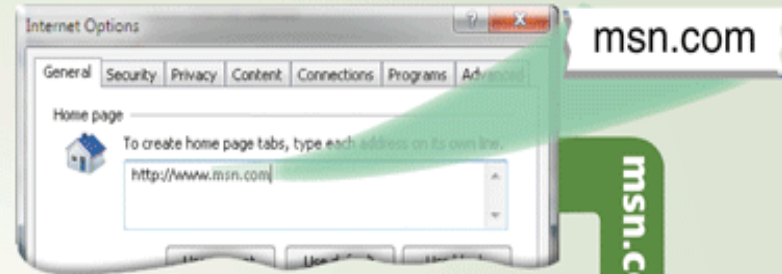 Internet Options
msn.com
General Security Privacy Content Connections Programs Advanced
Home page
To create home page tabs, type each address on its own line.
http://www.msn.com
msn.c